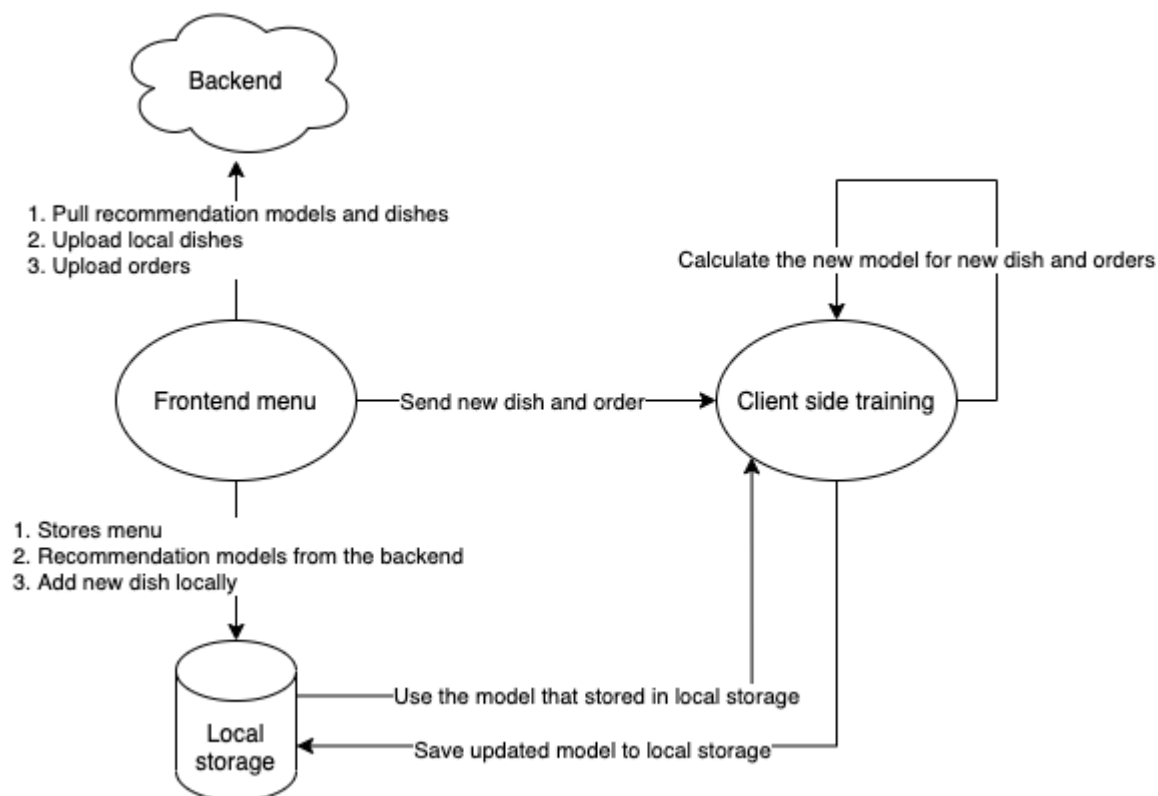 Backend
1. Pull recommendation models and dishes
2. Upload local dishes
3. Upload orders
Calculate the new model for new dish and orders
Frontend menu
Send new dish and order
Client side training
1. Stores menu
2. Recommendation models from the backend
3. Add new dish locally
Use the model that stored in local storage
Local
storage
Save updated model to local storage